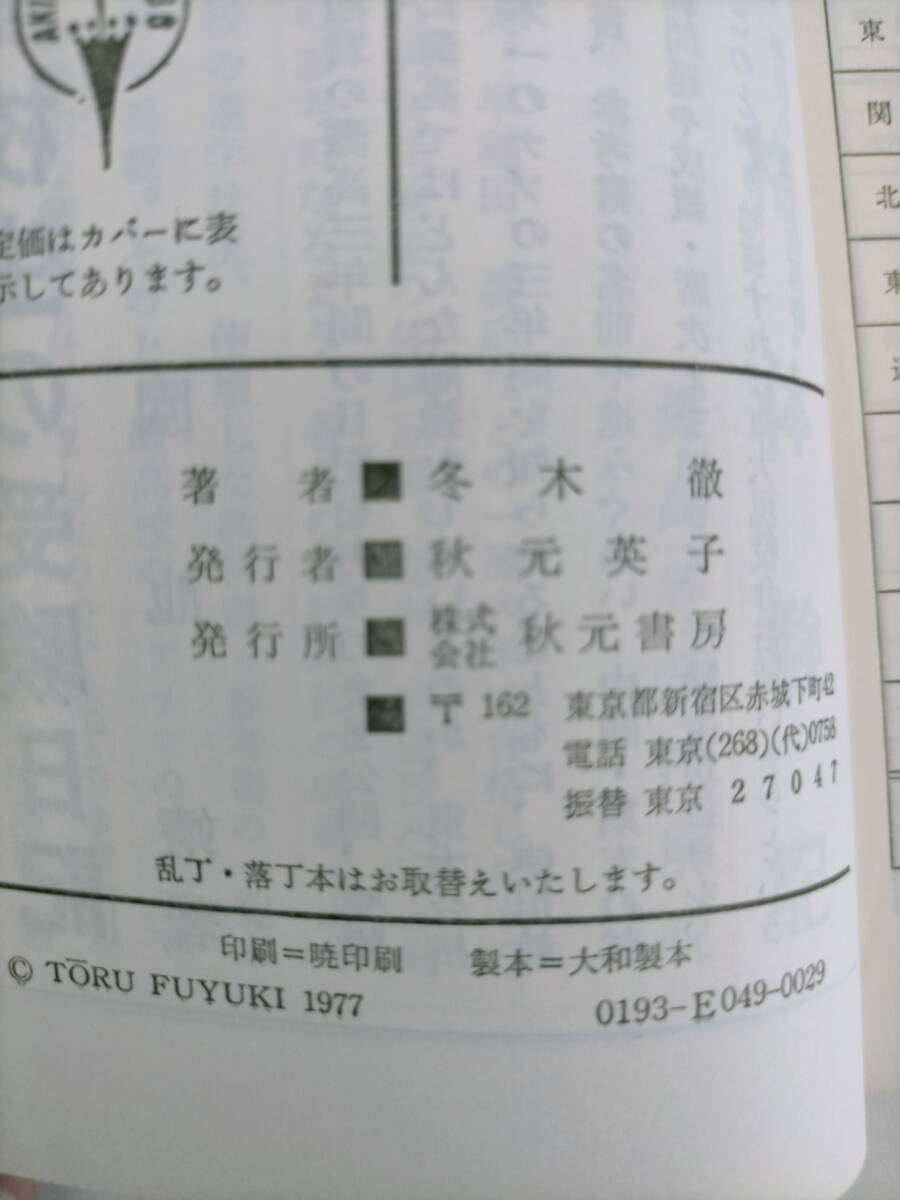 定価はカバーに表
示してあります。
著者■冬木徹
発行者■秋元英子
発行所■株式会社秋元書房
■〒162 東京都新宿区赤城下町42
電話 東京(268)(代)0758
振替 東京 27047
乱丁・落丁本はお取替えいたします。
印刷＝暁印刷 製本＝大和製本
© TŌRU FUYUKI 1977 0193-E049-0029
東
関
北
東